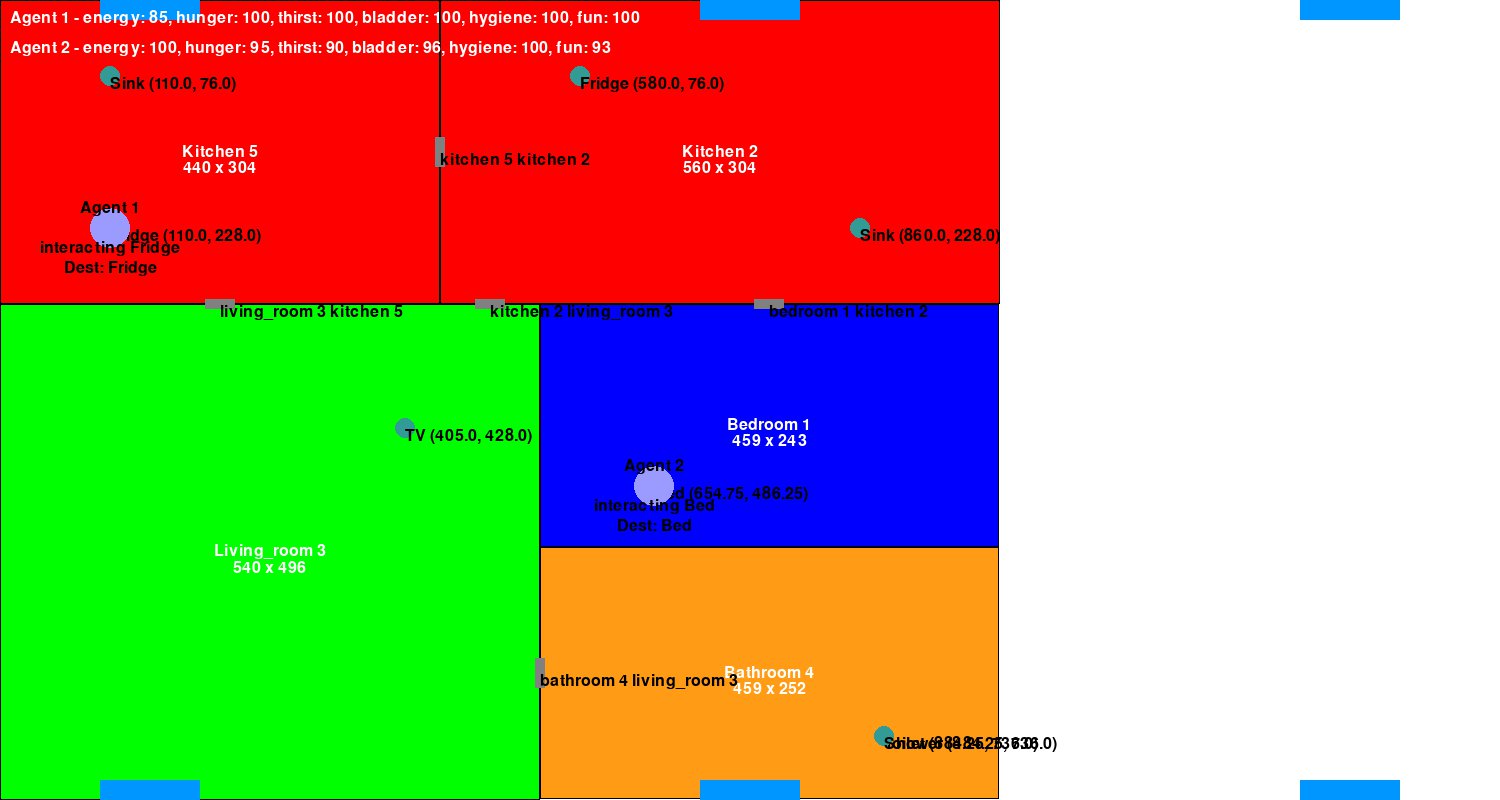 Agent 1 - energy: 85, hunger: 100, thirst: 100, bladder: 100, hygiene: 100, fun: 100
Agent 2 - energy: 100, hunger: 95, thirst: 90, bladder: 96, hygiene: 100, fun: 93
Sink (110.0, 76.0)
Fridge (580.0, 76.0)
Kitchen 5
440 x 304
kitchen 5 kitchen 2
Kitchen 2
560 x 304
Agent 1
dge (110.0, 228.0)
interacting Fridge
Dest: Fridge
Sink (860.0, 228.0)
living_room 3 kitchen 5
kitchen 2 living_room 3
bedroom 1 kitchen 2
TV (405.0, 428.0)
Bedroom 1
459 x 243
Agent 2
d (654.75, 486.25)
interacting Bed
Dest: Bed
Living_room 3
540 x 496
Bathroom 4
459 x 252
bathroom 4 living_room 3